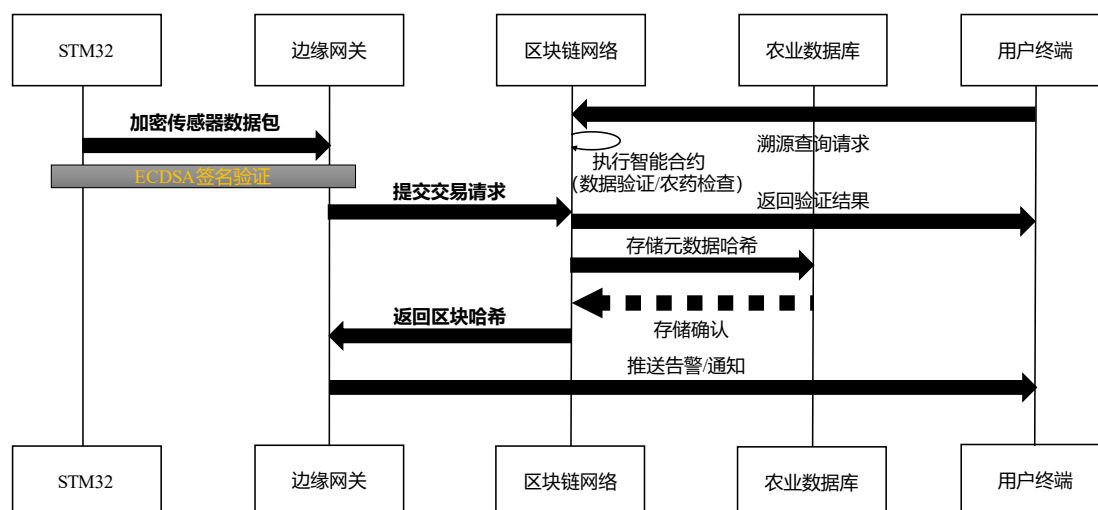 STM32
边缘网关
区块链网络
农业数据库
用户终端
加密传感器数据包
溯源查询请求
执行智能合约
（数据验证/农药检查）
ECDSA签名验证
提交交易请求
返回验证结果
存储元数据哈希
返回区块哈希
存储确认
推送告警/通知
STM32
边缘网关
区块链网络
农业数据库
用户终端